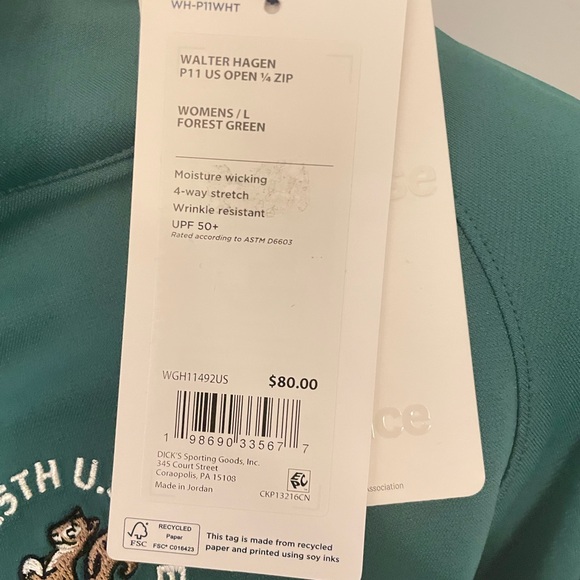 WH-P11WHT
WALTER HAGEN
P11 US OPEN ¼ ZIP
WOMENS / L
FOREST GREEN
Moisture wicking
4-way stretch
Wrinkle resistant
UPF 50+
Rated according to ASTM D6603
WGH11492US $80.00
1 98690 33567 7
DICK'S Sporting Goods, Inc.
345 Court Street
Coraopolis, PA 15108
Made in Jordan
CKP13216CN
FSC
RECYCLED
Paper
FSC® C016423
This tag is made from recycled
paper and printed using soy inks
Association
5TH U.S